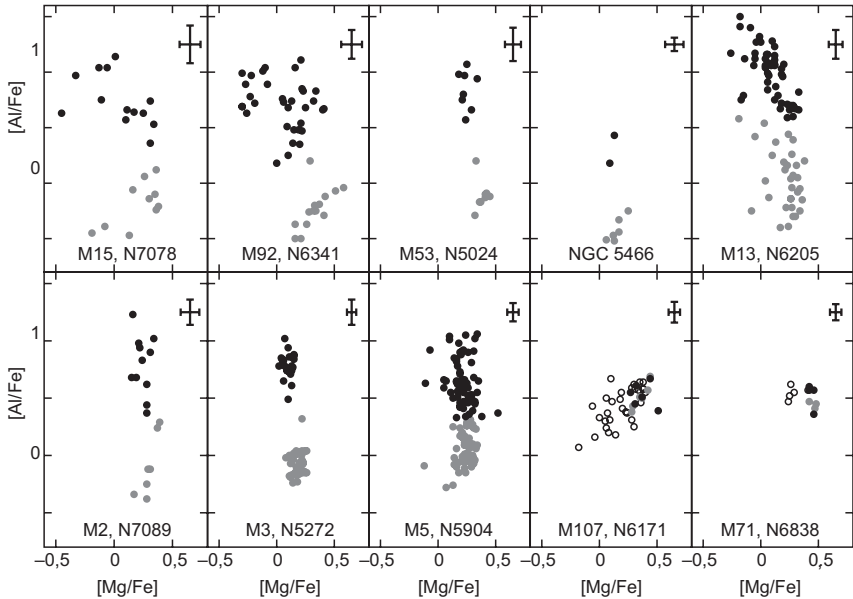 [Al/Fe]
1
0
M15, N7078
M92, N6341
M53, N5024
NGC 5466
M13, N6205
[Al/Fe]
1
0
M2, N7089
M3, N5272
M5, N5904
M107, N6171
M71, N6838
–0,5 0 0,5 –0,5 0 0,5 –0,5 0 0,5 –0,5 0 0,5 –0,5 0 0,5
[Mg/Fe] [Mg/Fe] [Mg/Fe] [Mg/Fe] [Mg/Fe]